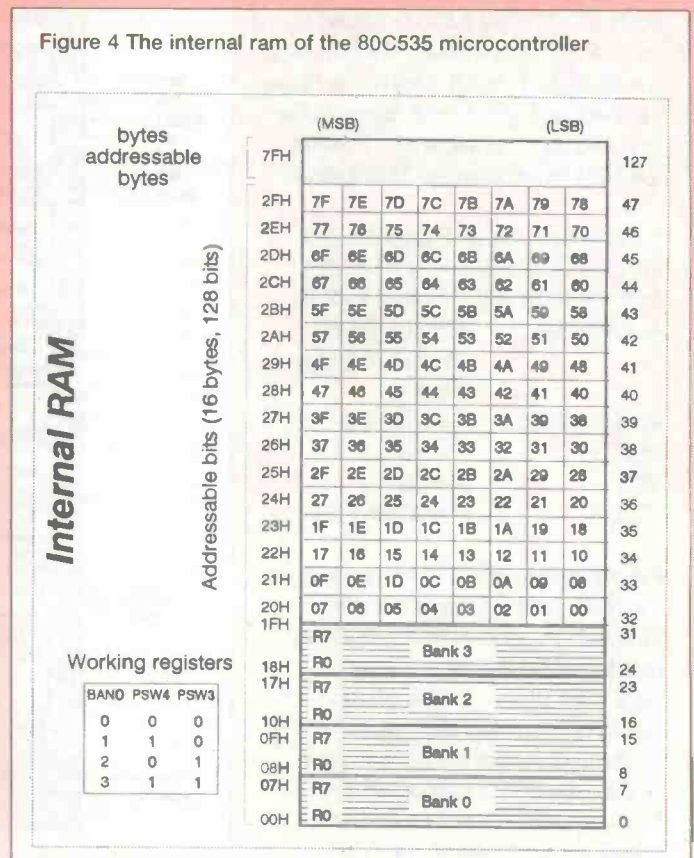 Figure 4 The internal ram of the 80C535 microcontroller
(MSB) (LSB)
bytes
addressable
bytes
7FH 127
2FH 7F 7E 7D 7C 7B 7A 79 78 47
2EH 77 76 75 74 73 72 71 70 46
2DH 6F 6E 6D 6C 6B 6A 69 68 45
2CH 67 66 65 64 63 62 61 60 44
2BH 5F 5E 5D 5C 5B 5A 59 58 43
2AH 57 56 55 54 53 52 51 50 42
29H 4F 4E 4D 4C 4B 4A 49 48 41
28H 47 46 45 44 43 42 41 40 40
27H 3F 3E 3D 3C 3B 3A 39 38 39
26H 37 36 35 34 33 32 31 30 38
25H 2F 2E 2D 2C 2B 2A 29 28 37
24H 27 26 25 24 23 22 21 20 36
23H 1F 1E 1D 1C 1B 1A 19 18 35
22H 17 16 15 14 13 12 11 10 34
21H 0F 0E 1D 0C 0B 0A 09 08 33
20H 07 06 05 04 03 02 01 00 32
Internal RAM
Addressable bits (16 bytes, 128 bits)
1FH R7 31
Bank 3
18H R0 24
17H R7 23
Bank 2
10H R0 16
0FH R7 15
Bank 1
08H R0 8
07H R7 7
Bank 0
00H R0 0
Working registers
BAN0 PSW4 PSW3
0 0 0
1 1 0
2 0 1
3 1 1